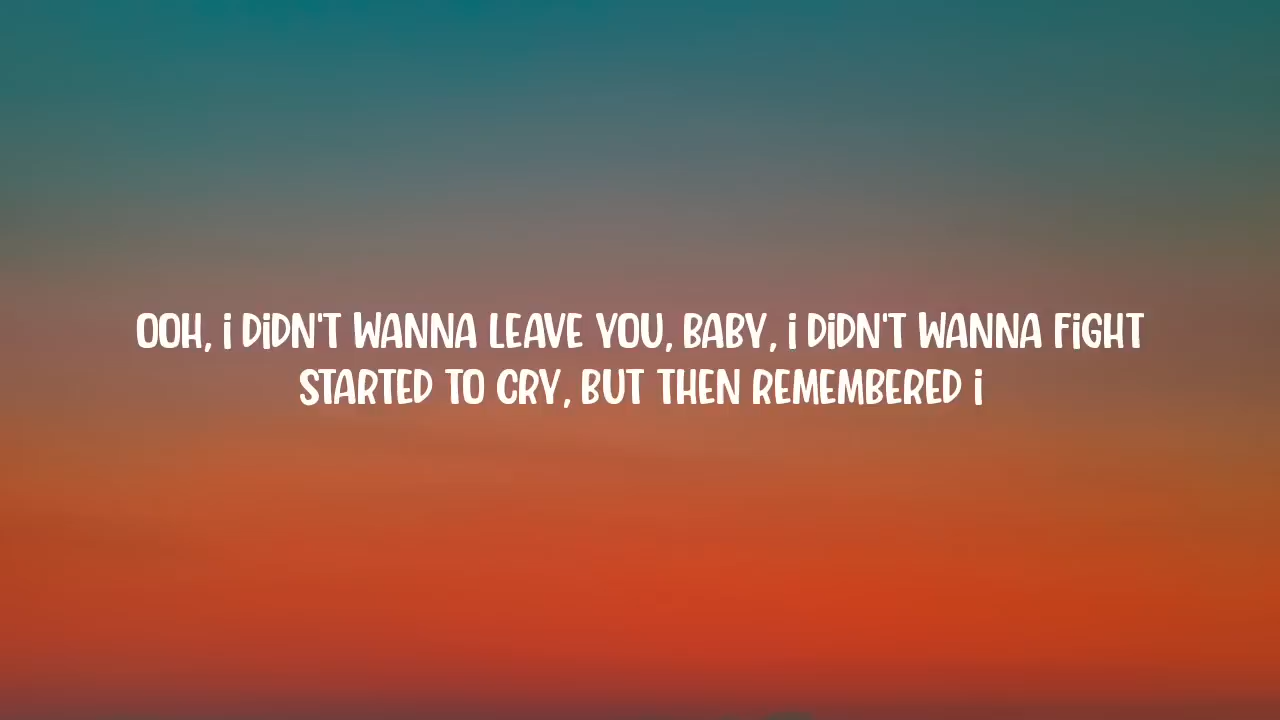 OOH, i DiDN'T WANNA LEAVE YOU, BABY, i DiDN'T WANNA FiGHT
STARTED TO CRY, BUT THEN REMEMBERED i